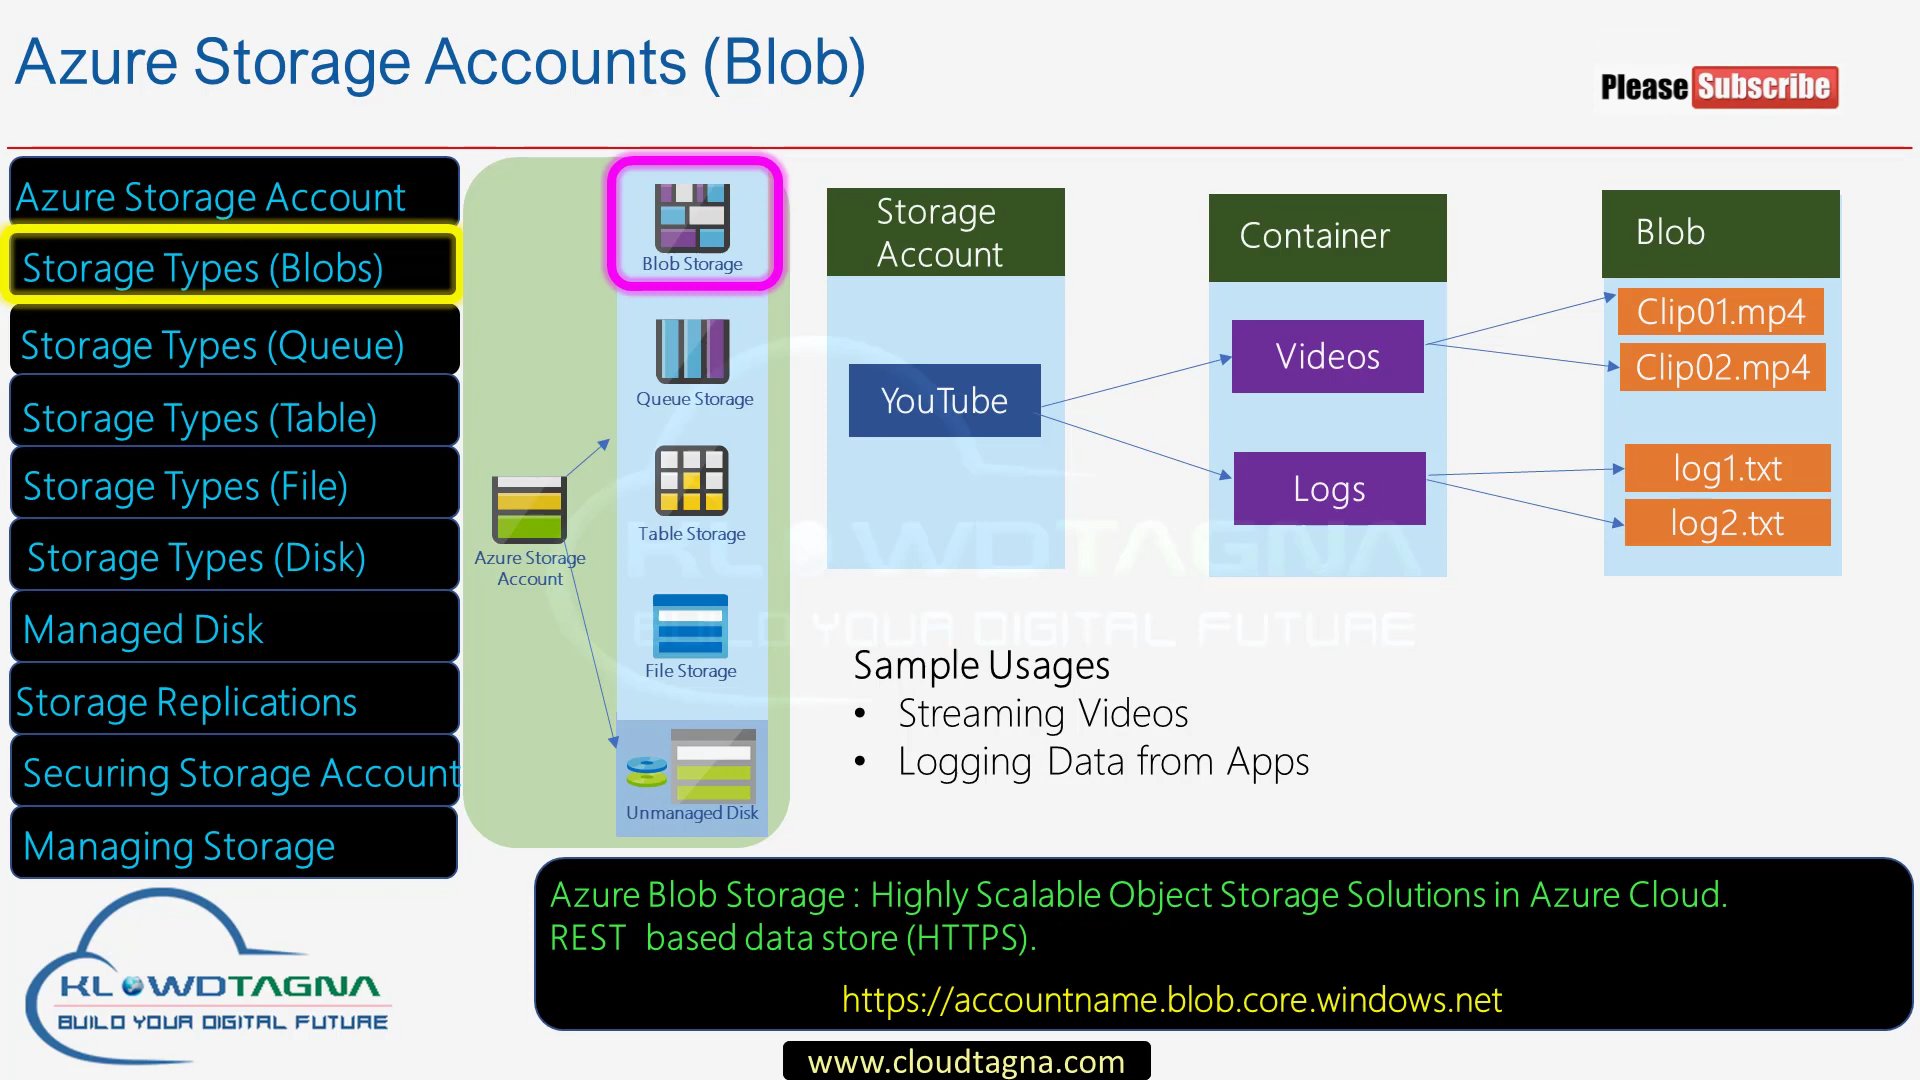 Azure Storage Accounts (Blob)
Please Subscribe
Azure Storage Account
Storage Types (Blobs)
Storage Types (Queue)
Storage Types (Table)
Storage Types (File)
Storage Types (Disk)
Managed Disk
Storage Replications
Securing Storage Account
Managing Storage
Blob Storage
Queue Storage
Table Storage
Azure Storage
Account
File Storage
Unmanaged Disk
Storage
Account
YouTube
Container
Videos
Logs
Blob
Clip01.mp4
Clip02.mp4
log1.txt
log2.txt
KLOWDTAGNA
BUILD YOUR DIGITAL FUTURE
Sample Usages
• Streaming Videos
• Logging Data from Apps
Azure Blob Storage : Highly Scalable Object Storage Solutions in Azure Cloud.
REST based data store (HTTPS).
https://accountname.blob.core.windows.net
KLOWDTAGNA
BUILD YOUR DIGITAL FUTURE
www.cloudtagna.com